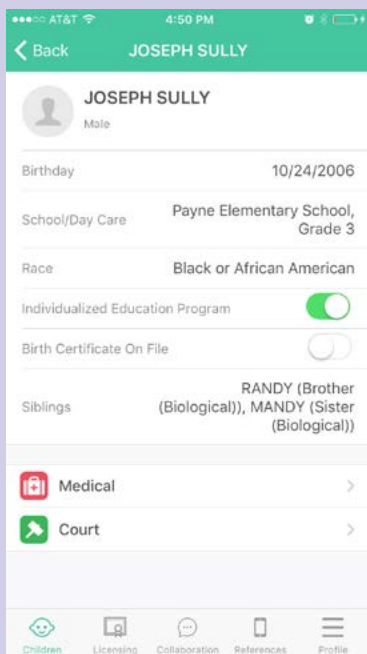 AT&T 4:50 PM
Back JOSEPH SULLY
JOSEPH SULLY
Male
Birthday 10/24/2006
School/Day Care Payne Elementary School,
Grade 3
Race Black or African American
Individualized Education Program
Birth Certificate On File
RANDY (Brother
Siblings (Biological)), MANDY (Sister
(Biological))
Medical
Court
Children Licensing Collaboration References Profile